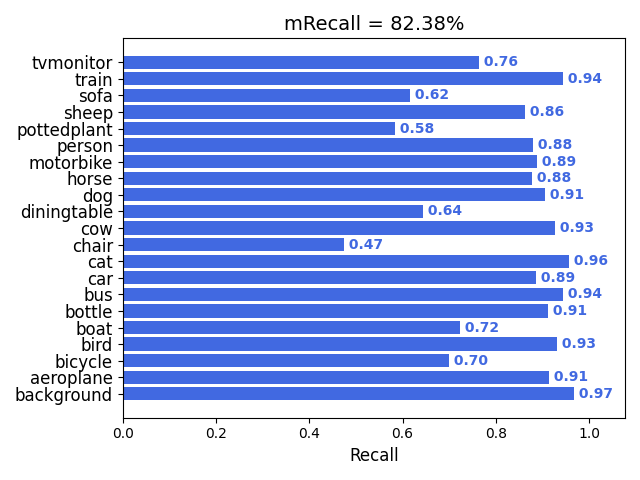 mRecall = 82.38%
tvmonitor 0.76
train 0.94
sofa 0.62
sheep 0.86
pottedplant 0.58
person 0.88
motorbike 0.89
horse 0.88
dog 0.91
diningtable 0.64
cow 0.93
chair 0.47
cat 0.96
car 0.89
bus 0.94
bottle 0.91
boat 0.72
bird 0.93
bicycle 0.70
aeroplane 0.91
background 0.97
0.0 0.2 0.4 0.6 0.8 1.0
Recall